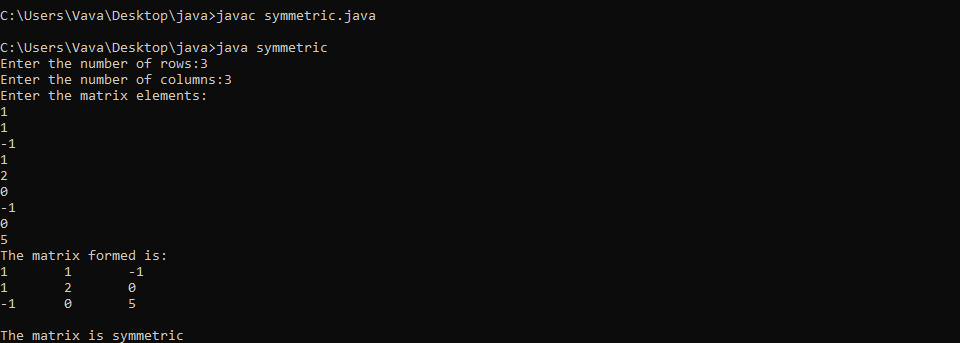 C:\Users\Vava\Desktop\java>javac symmetric.java
C:\Users\Vava\Desktop\java>java symmetric
Enter the number of rows:3
Enter the number of columns:3
Enter the matrix elements:
1
1
-1
1
2
0
-1
0
5
The matrix formed is:
1       1       -1
1       2       0
-1      0       5
The matrix is symmetric